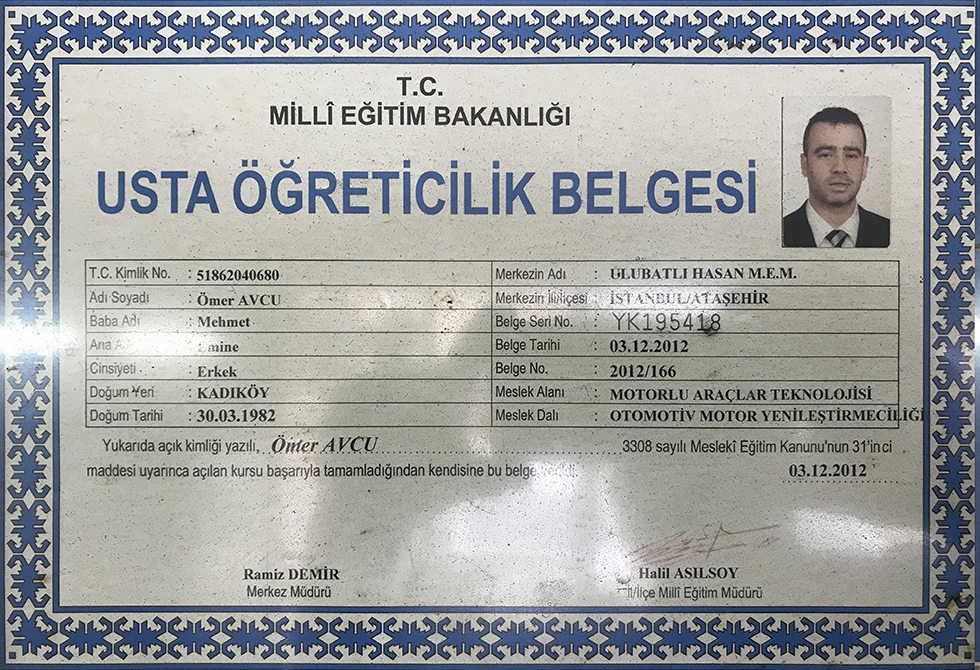 T.C.
MİLLÎ EĞİTİM BAKANLIĞI
USTA ÖĞRETİCİLİK BELGESİ
T.C. Kimlik No. : 51862040680
Adı Soyadı : Ömer AVCU
Baba Adı : Mehmet
Ana : Emine
Cinsiyeti : Erkek
Doğum Yeri : KADIKÖY
Doğum Tarihi : 30.03.1982
Merkezin Adı : ULUBATLI HASAN M.E.M.
Merkezin İli/İlçesi : İSTANBUL/ATAŞEHİR
Belge Seri No. : YK195418
Belge Tarihi : 03.12.2012
Belge No. : 2012/166
Meslek Alanı : MOTORLU ARAÇLAR TEKNOLOJİSİ
Meslek Dalı : OTOMOTİV MOTOR YENİLEŞTİRMECİLİĞİ
Yukarıda açık kimliği yazılı, Ömer AVCU 3308 sayılı Meslekî Eğitim Kanunu'nun 31'inci
maddesi uyarınca açılan kursu başarıyla tamamladığından kendisine bu belge 03.12.2012
Ramiz DEMİR
Merkez Müdürü
Halil ASILSOY
İl/İlçe Millî Eğitim Müdürü